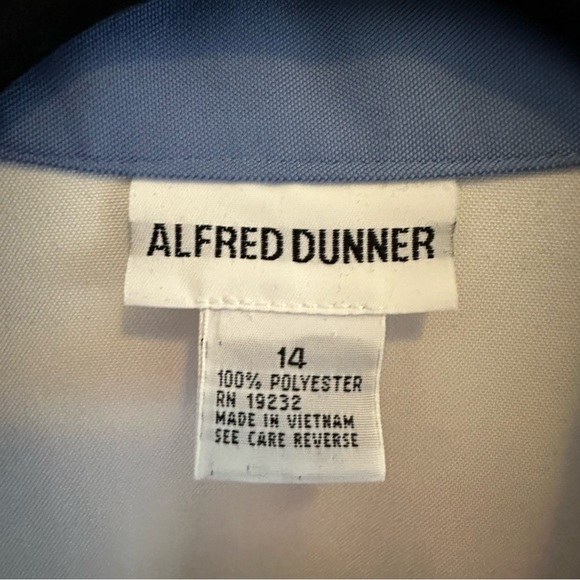 ALFRED DUNNER
14
100% POLYESTER
RN 19232
MADE IN VIETNAM
SEE CARE REVERSE